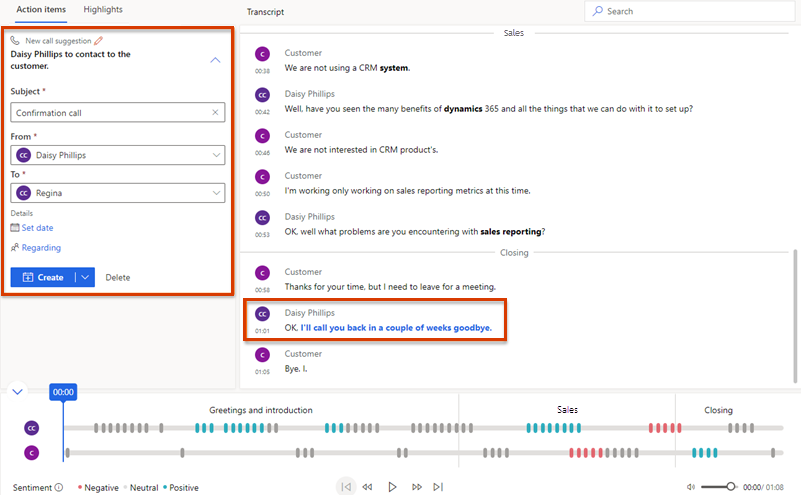 Action items
Highlights
Transcript
Search
New call suggestion
Daisy Phillips to contact to the
customer.
Subject *
Confirmation call
From *
CC Daisy Phillips
To *
CC Regina
Details
Set date
Regarding
Create
Delete
Sales
C Customer
00:38 We are not using a CRM system.
CC Daisy Phillips
00:42 Well, have you seen the many benefits of dynamics 365 and all the things that we can do with it to set up?
C Customer
00:46 We are not interested in CRM product's.
C Customer
00:50 I'm working only working on sales reporting metrics at this time.
CC Daisy Phillips
00:53 OK, well what problems are you encountering with sales reporting?
Closing
C Customer
00:58 Thanks for your time, but I need to leave for a meeting.
CC Daisy Phillips
01:01 OK, I'll call you back in a couple of weeks goodbye.
C Customer
01:05 Bye. I.
00:00
Greetings and introduction
Sales
Closing
CC
C
Sentiment
Negative
Neutral
Positive
00:00 / 01:08